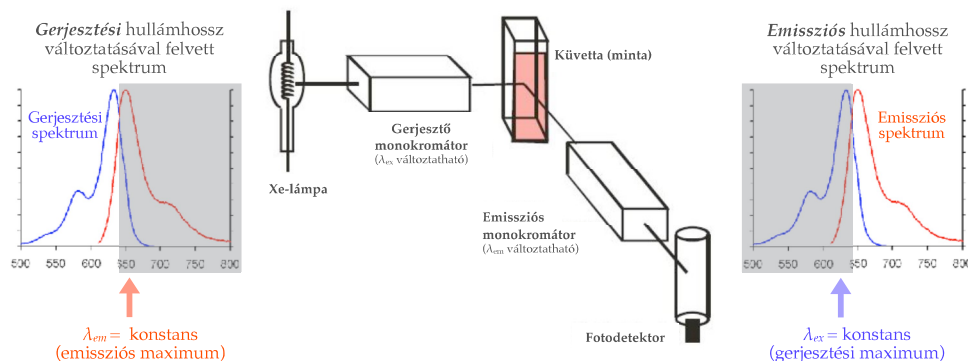 Gerjesztési hullámhossz
változtatásával felvett
spektrum
Gerjesztési
spektrum
500 550 600 650 700 750 800
λem = konstans
(emissziós maximum)
Xe-lámpa
Gerjesztő
monokromátor
(λex változtatható)
Küvetta (minta)
Emissziós
monokromátor
(λem változtatható)
Fotodetektor
Emissziós hullámhossz
változtatásával felvett
spektrum
Emissziós
spektrum
500 550 600 650 700 750 800
λex = konstans
(gerjesztési maximum)